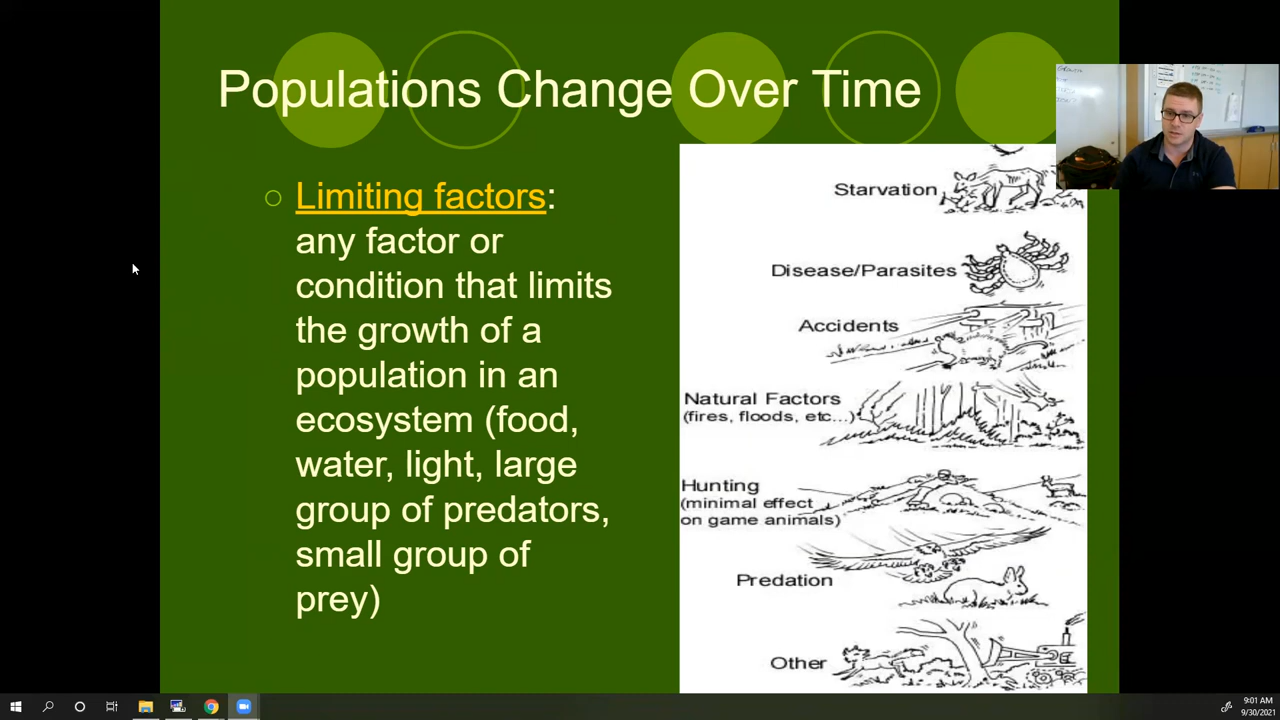 Populations Change Over Time
Limiting factors:
any factor or
condition that limits
the growth of a
population in an
ecosystem (food,
water, light, large
group of predators,
small group of
prey)
Starvation
Disease/Parasites
Accidents
Natural Factors
(fires, floods, etc...)
Hunting
(minimal effect
on game animals)
Predation
Other
9:01 AM
9/30/2021